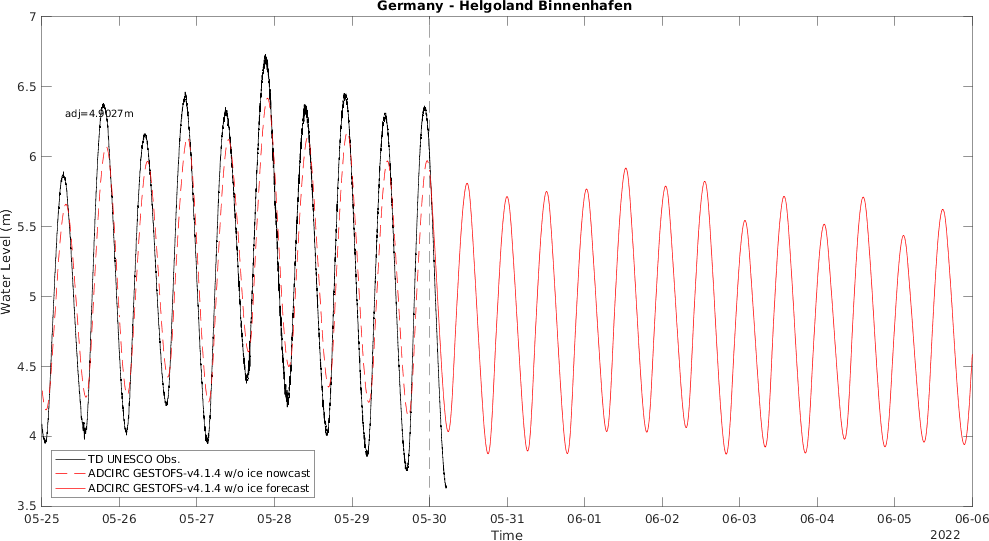 Germany - Helgoland Binnenhafen
7
6.5
6
5.5
5
4.5
4
3.5
Water Level (m)
adj=4.9027m
TD UNESCO Obs.
ADCIRC GESTOFS-v4.1.4 w/o ice nowcast
ADCIRC GESTOFS-v4.1.4 w/o ice forecast
05-25 05-26 05-27 05-28 05-29 05-30 05-31 06-01 06-02 06-03 06-04 06-05 06-06
Time
2022